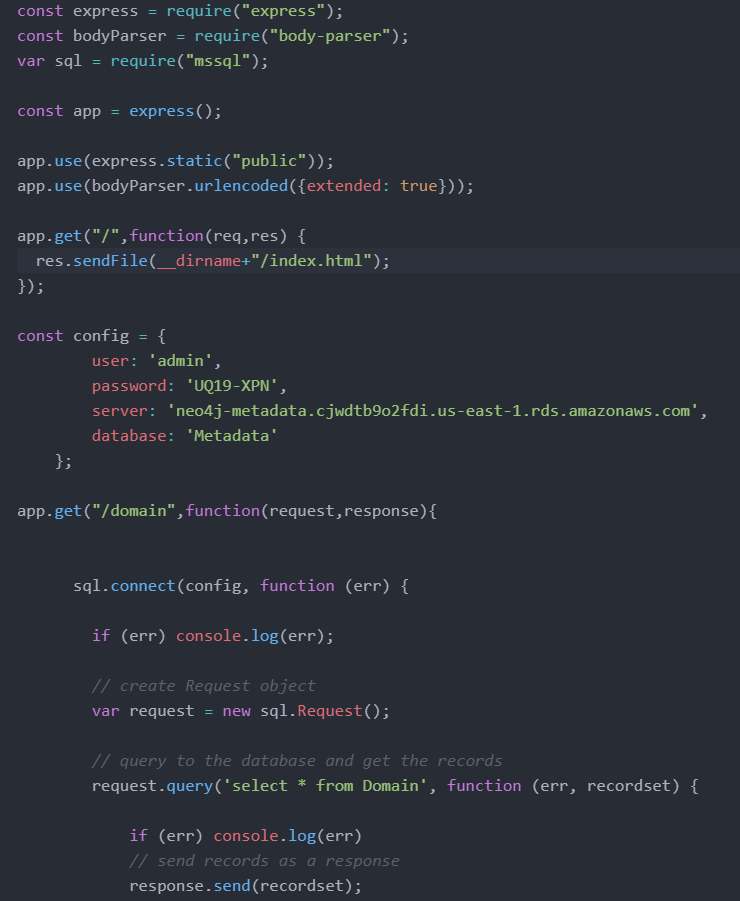 const express = require("express");
const bodyParser = require("body-parser");
var sql = require("mssql");
const app = express();
app.use(express.static("public"));
app.use(bodyParser.urlencoded({extended: true}));
app.get("/",function(req,res) {
res.sendFile(__dirname+"/index.html");
});
const config = {
user: 'admin',
password: 'UQ19-XPN',
server: 'neo4j-metadata.cjwdtb9o2fdi.us-east-1.rds.amazonaws.com',
database: 'Metadata'
};
app.get("/domain",function(request,response){
sql.connect(config, function (err) {
if (err) console.log(err);
// create Request object
var request = new sql.Request();
// query to the database and get the records
request.query('select * from Domain', function (err, recordset) {
if (err) console.log(err)
// send records as a response
response.send(recordset);